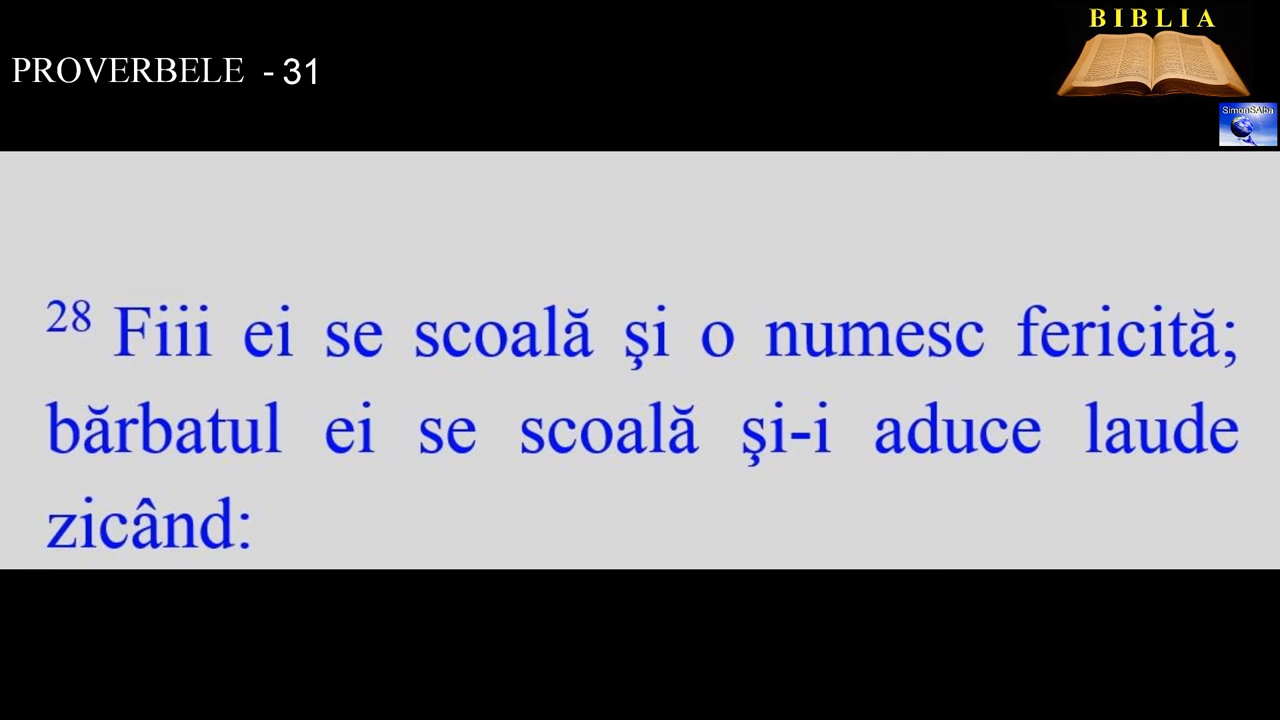 BIBLIA
PROVERBELE - 31
SimonSAlba
28 Fiii ei se scoală şi o numesc fericită;
bărbatul ei se scoală şi-i aduce laude
zicând: